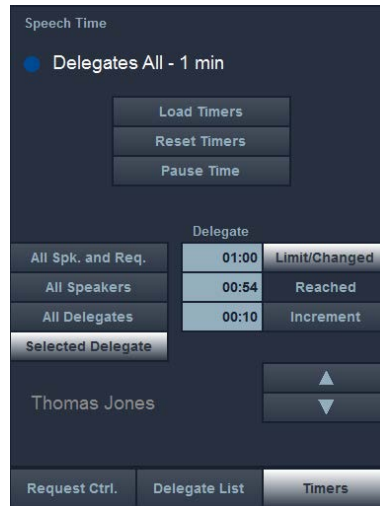 Speech Time
Delegates All - 1 min
Load Timers
Reset Timers
Pause Time
Delegate
All Spk. and Req. 01:00 Limit/Changed
All Speakers 00:54 Reached
All Delegates 00:10 Increment
Selected Delegate
Thomas Jones
Request Ctrl. Delegate List Timers